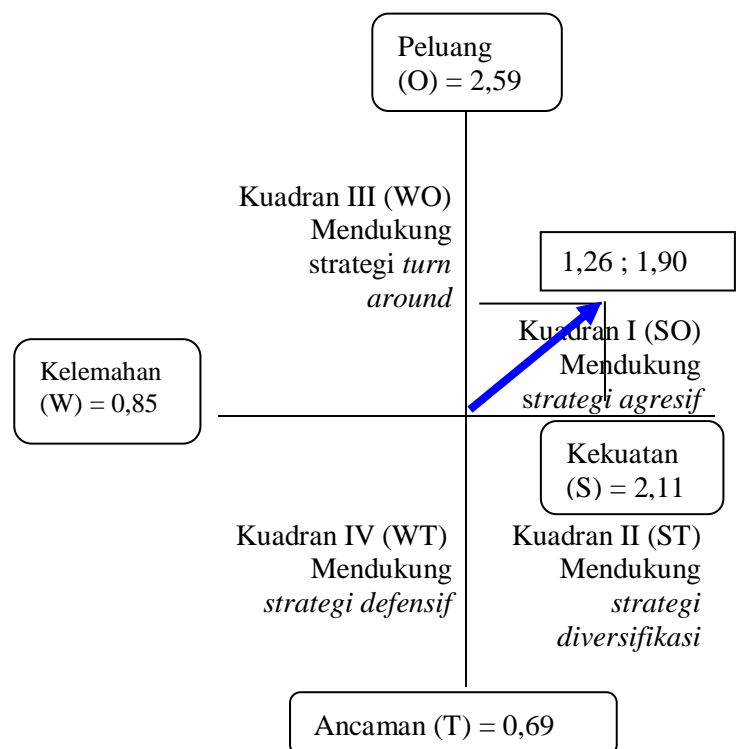 Peluang
(O) = 2,59
Kuadran III (WO)
Mendukung
strategi turn
around
1,26 ; 1,90
Kuadran I (SO)
Mendukung
strategi agresif
Kelemahan
(W) = 0,85
Kekuatan
(S) = 2,11
Kuadran IV (WT)
Mendukung
strategi defensif
Kuadran II (ST)
Mendukung
strategi
diversifikasi
Ancaman (T) = 0,69